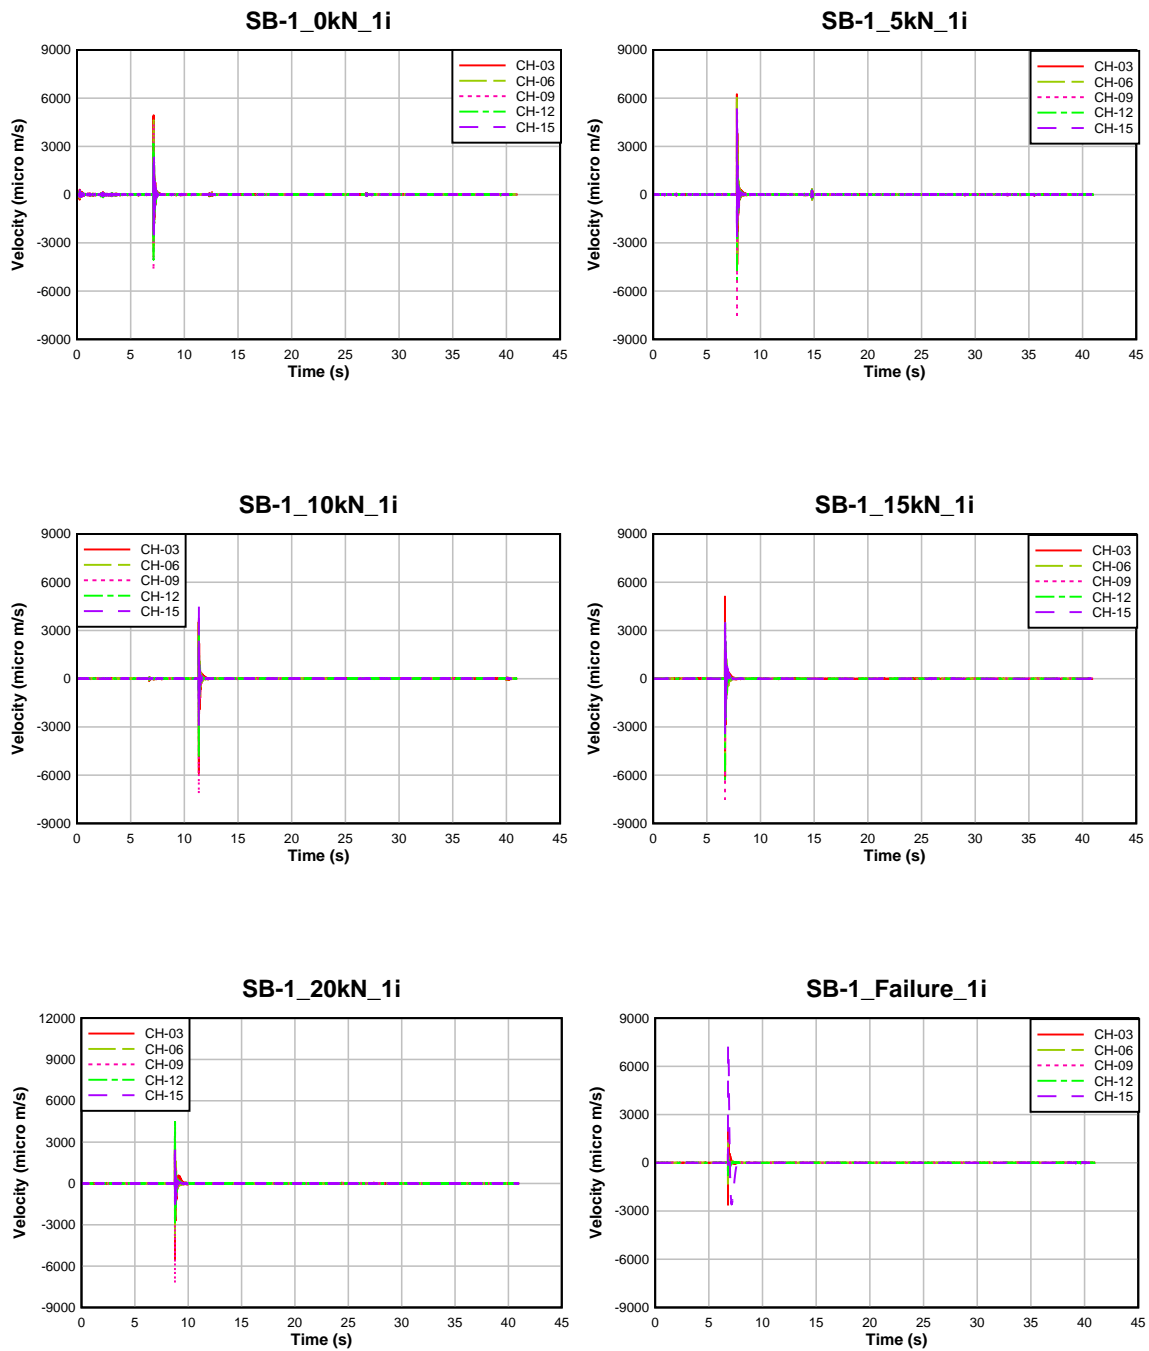 SB-1_0kN_1i
9000
6000
3000
0
-3000
-6000
-9000
Velocity (micro m/s)
CH-03
CH-06
CH-09
CH-12
CH-15
0 5 10 15 20 25 30 35 40 45
Time (s)
SB-1_5kN_1i
9000
6000
3000
0
-3000
-6000
-9000
Velocity (micro m/s)
CH-03
CH-06
CH-09
CH-12
CH-15
0 5 10 15 20 25 30 35 40 45
Time (s)
SB-1_10kN_1i
9000
6000
3000
0
-3000
-6000
-9000
Velocity (micro m/s)
CH-03
CH-06
CH-09
CH-12
CH-15
0 5 10 15 20 25 30 35 40 45
Time (s)
SB-1_15kN_1i
9000
6000
3000
0
-3000
-6000
-9000
Velocity (micro m/s)
CH-03
CH-06
CH-09
CH-12
CH-15
0 5 10 15 20 25 30 35 40 45
Time (s)
SB-1_20kN_1i
12000
9000
6000
3000
0
-3000
-6000
-9000
Velocity (micro m/s)
CH-03
CH-06
CH-09
CH-12
CH-15
0 5 10 15 20 25 30 35 40 45
Time (s)
SB-1_Failure_1i
9000
6000
3000
0
-3000
-6000
-9000
Velocity (micro m/s)
CH-03
CH-06
CH-09
CH-12
CH-15
0 5 10 15 20 25 30 35 40 45
Time (s)